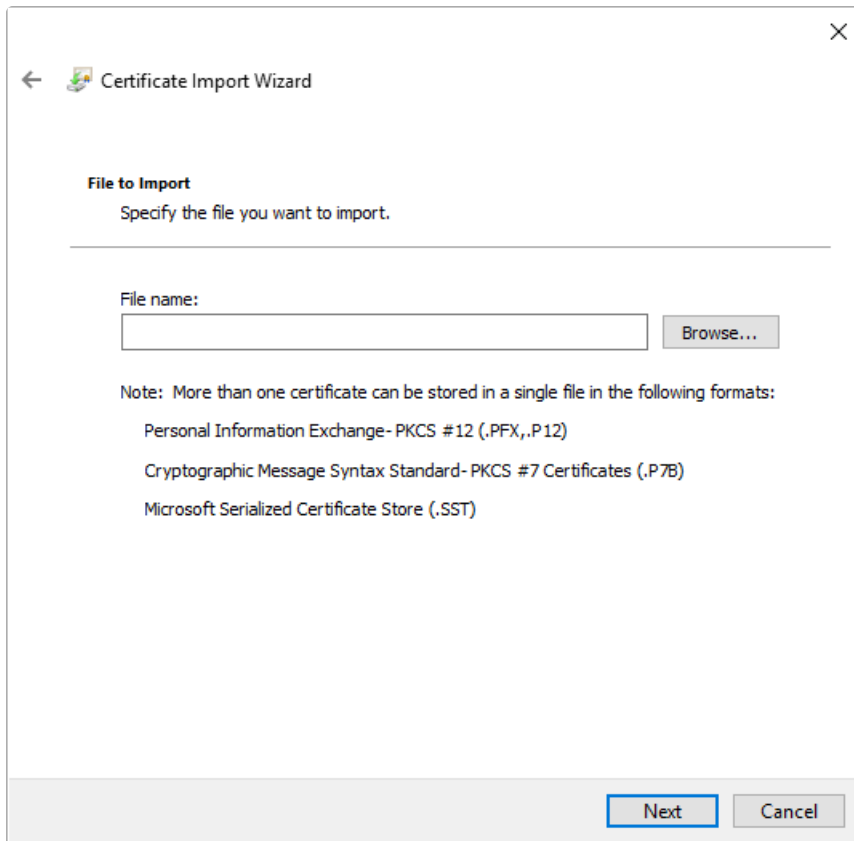 Certificate Import Wizard
File to Import
Specify the file you want to import.
File name:
Browse...
Note:  More than one certificate can be stored in a single file in the following formats:
Personal Information Exchange- PKCS #12 (.PFX,.P12)
Cryptographic Message Syntax Standard- PKCS #7 Certificates (.P7B)
Microsoft Serialized Certificate Store (.SST)
Next
Cancel